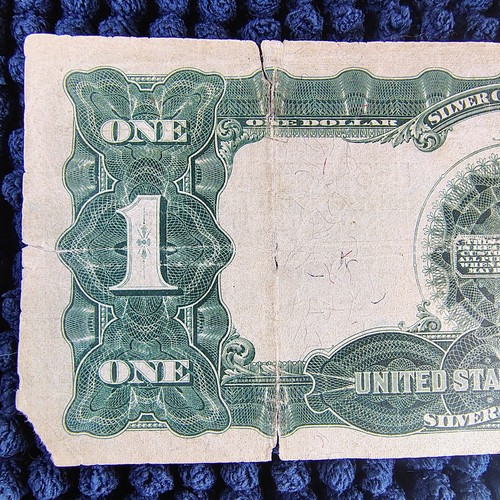 ONE
ONE DOLLAR
SILVER
1
ONE
UNITED STA
SILVER